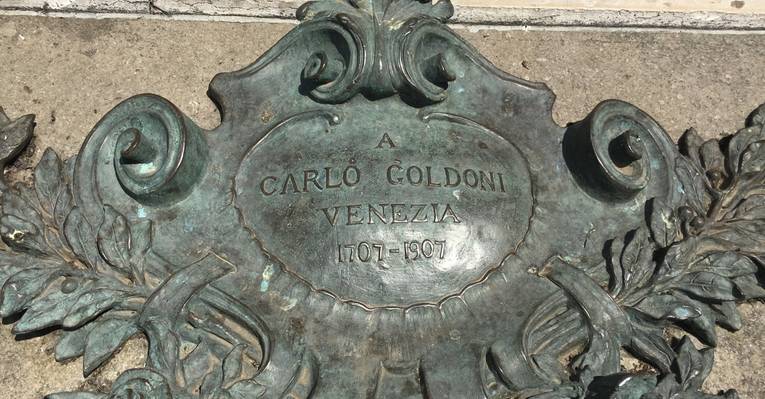 A
CARLO GOLDONI
VENEZIA
1707-1907